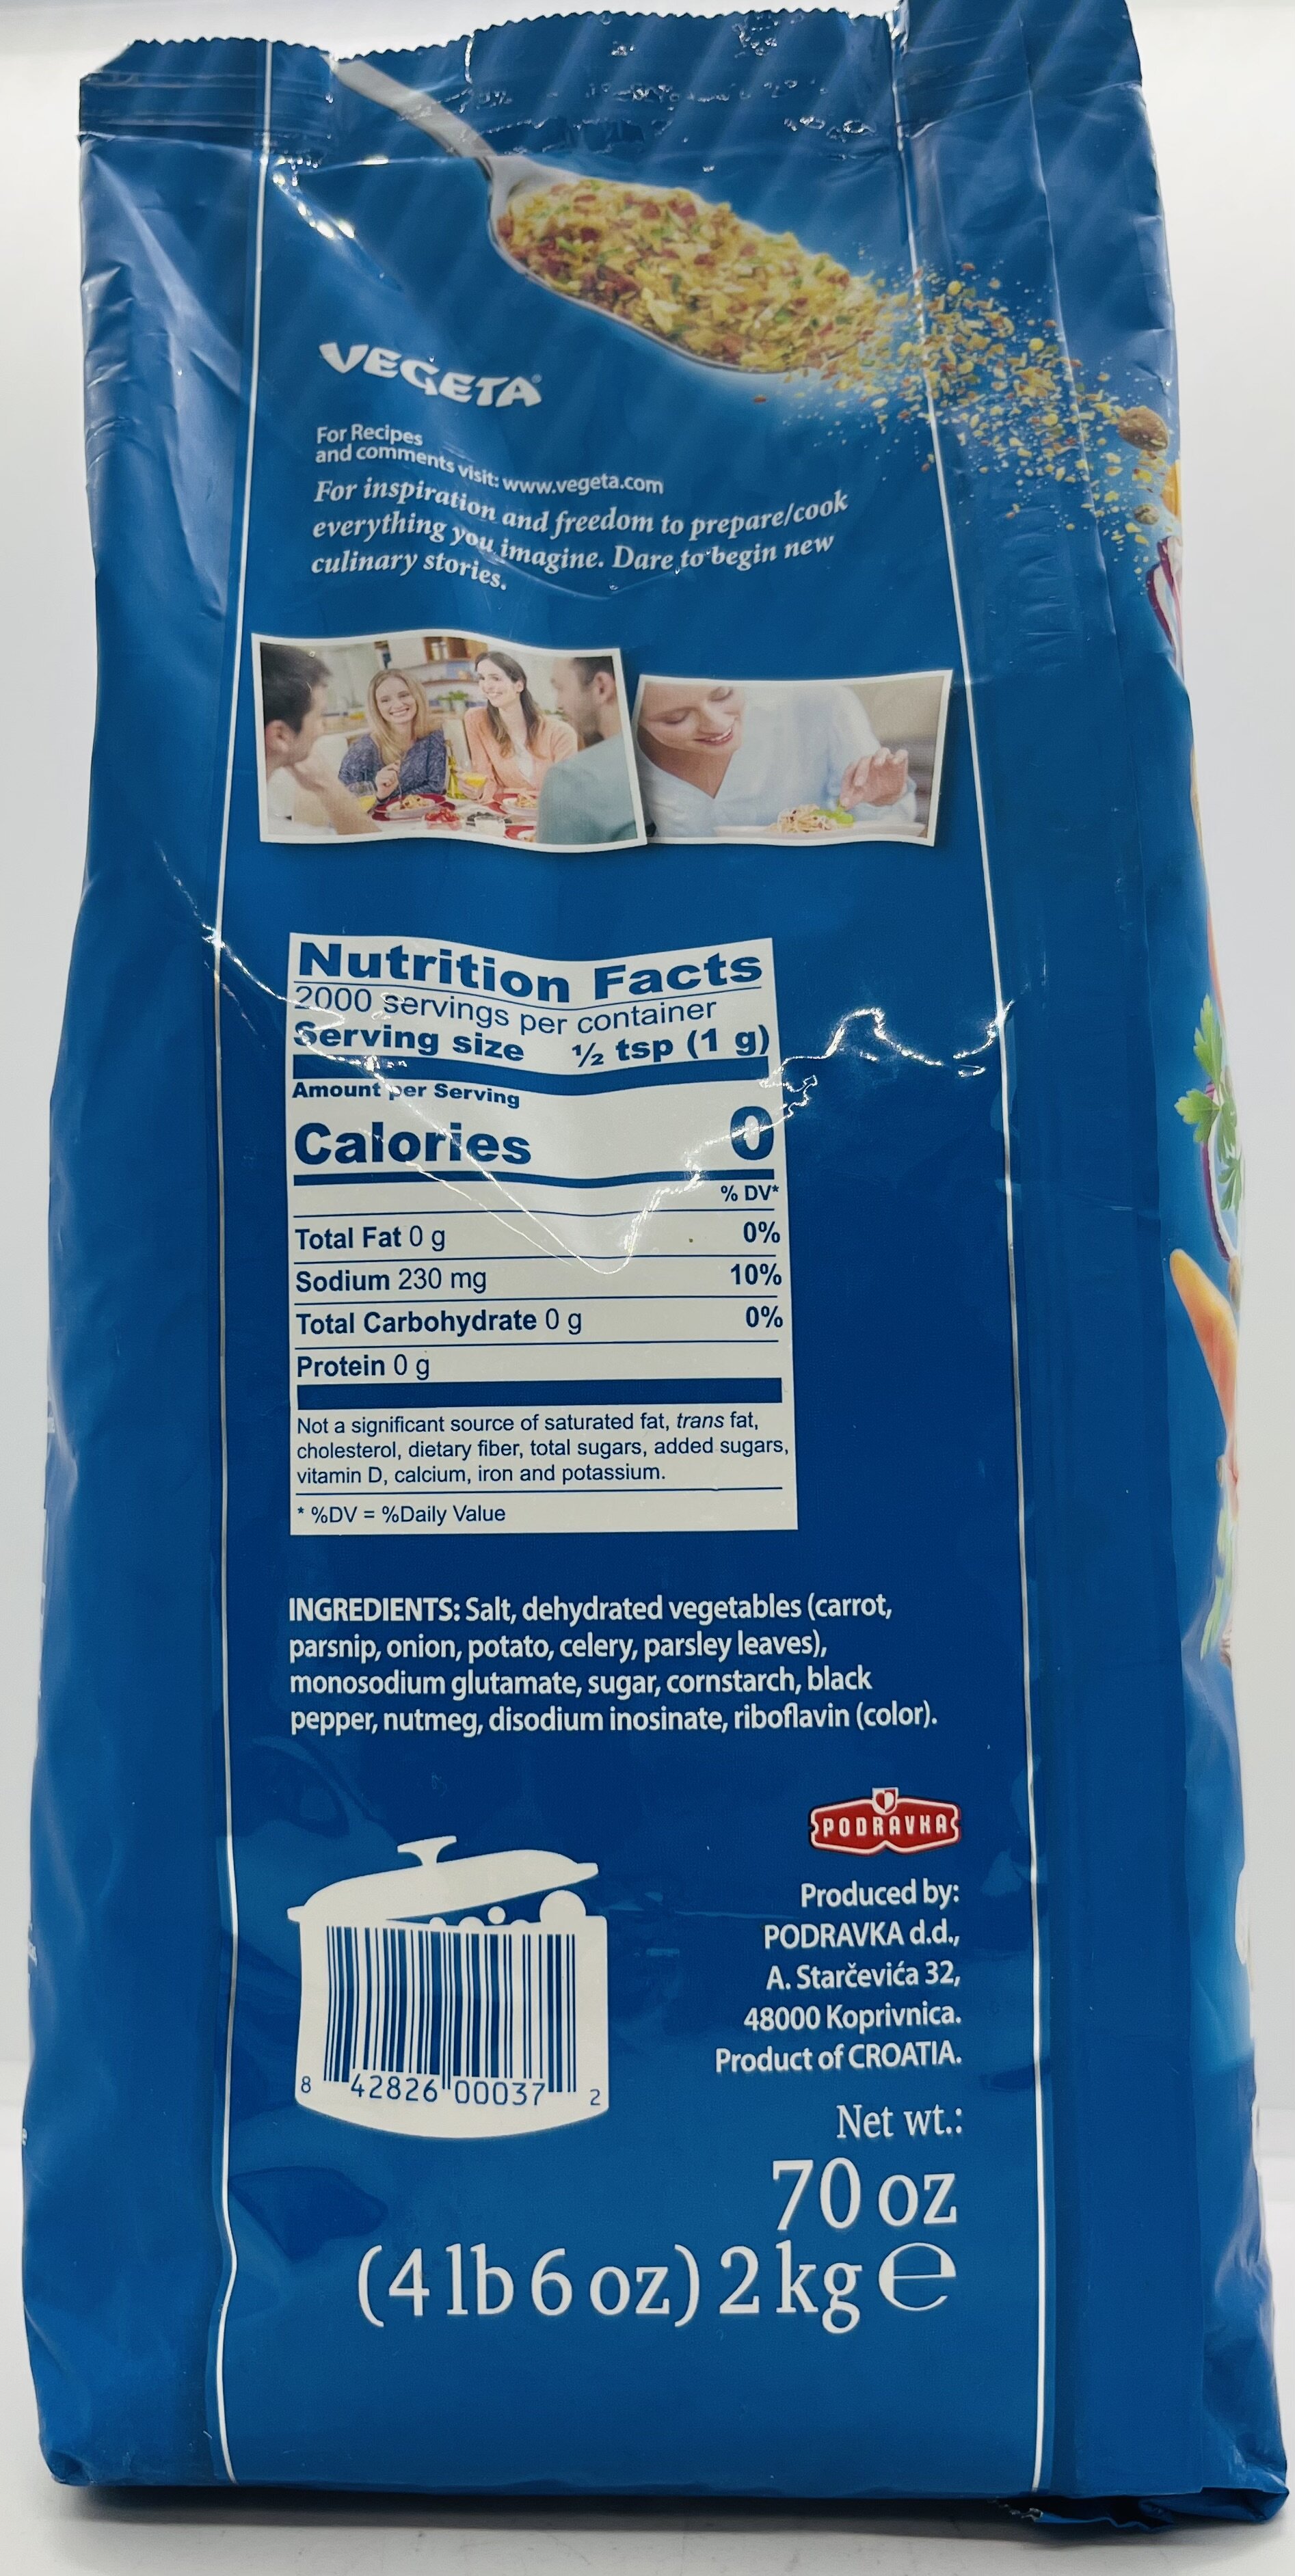 VEGETA®
For Recipes
and comments visit: www.vegeta.com
For inspiration and freedom to prepare/cook
everything you imagine. Dare to begin new
culinary stories.
Nutrition Facts
2000 servings per container
Serving size ½ tsp (1 g)
Amount per Serving
Calories 0
% DV*
Total Fat 0 g 0%
Sodium 230 mg 10%
Total Carbohydrate 0 g 0%
Protein 0 g
Not a significant source of saturated fat, trans fat,
cholesterol, dietary fiber, total sugars, added sugars,
vitamin D, calcium, iron and potassium.
* %DV = %Daily Value
INGREDIENTS: Salt, dehydrated vegetables (carrot,
parsnip, onion, potato, celery, parsley leaves),
monosodium glutamate, sugar, cornstarch, black
pepper, nutmeg, disodium inosinate, riboflavin (color).
PODRAVKA
Produced by:
PODRAVKA d.d.,
A. Starčevića 32,
48000 Koprivnica.
Product of CROATIA.
8 42826 00037 2
Net wt.:
70 oz
(4 lb 6 oz) 2 kg ℮